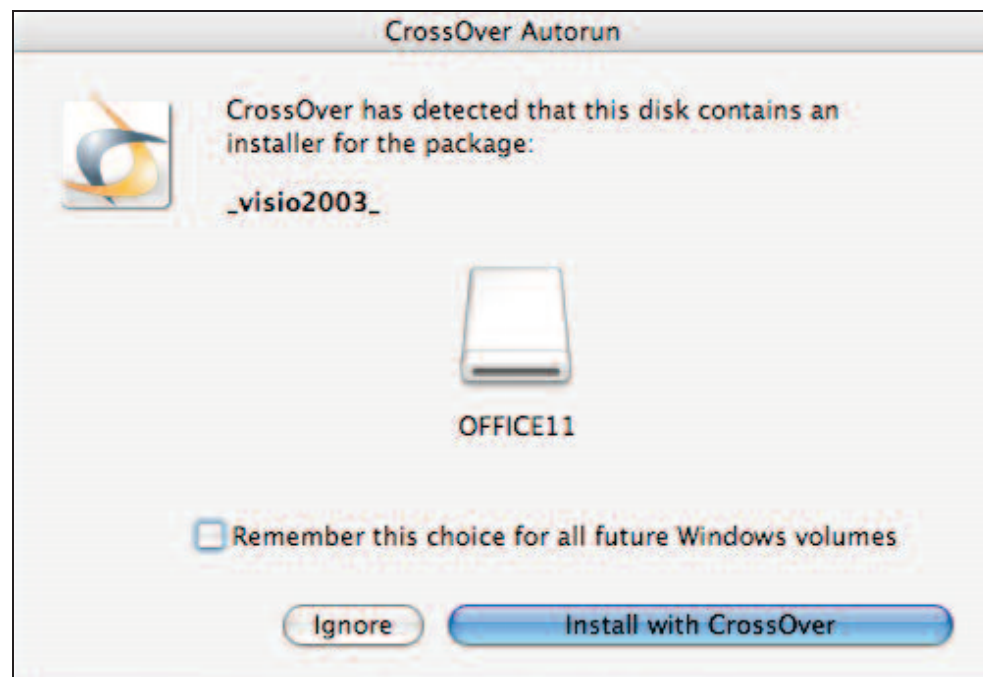 CrossOver Autorun
CrossOver has detected that this disk contains an
installer for the package:
_visio2003_
OFFICE11
Remember this choice for all future Windows volumes
Ignore
Install with CrossOver